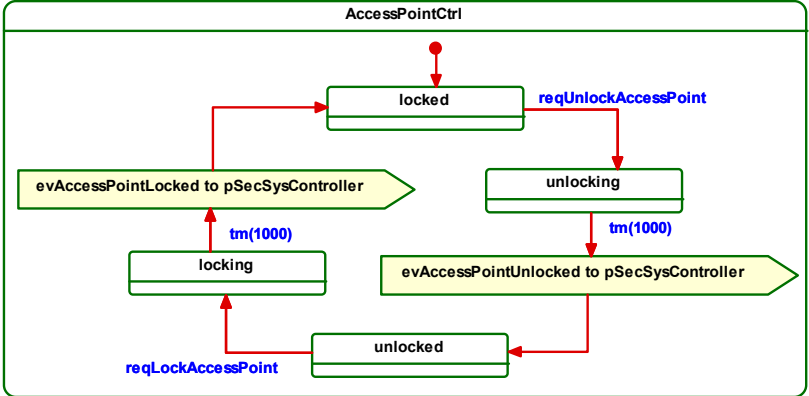 AccessPointCtrl
locked
reqUnlockAccessPoint
evAccessPointLocked to pSecSysController
unlocking
tm(1000)
tm(1000)
locking
evAccessPointUnlocked to pSecSysController
unlocked
reqLockAccessPoint